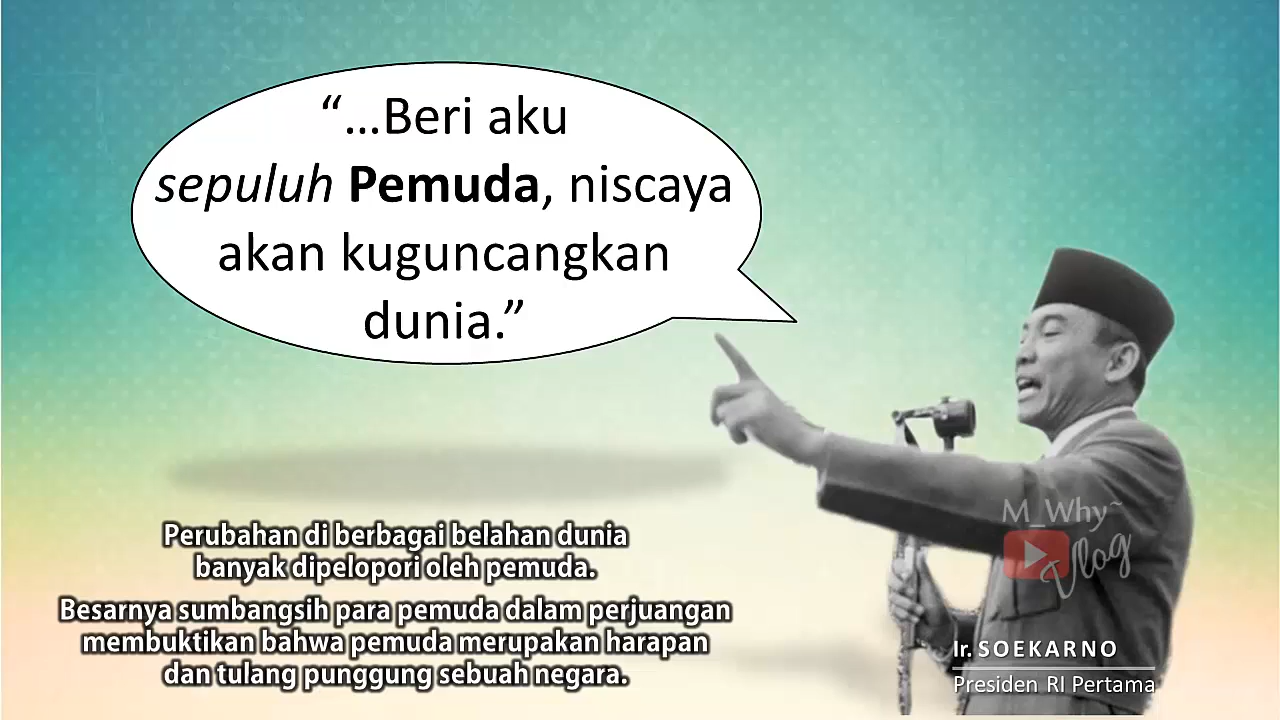 “...Beri aku
sepuluh Pemuda, niscaya
akan kuguncangkan
dunia.”
Perubahan di berbagai belahan dunia
banyak dipelopori oleh pemuda.
Besarnya sumbangsih para pemuda dalam perjuangan
membuktikan bahwa pemuda merupakan harapan
dan tulang punggung sebuah negara.
M_Why~
Vlog
Ir. SOEKARNO
Presiden RI Pertama